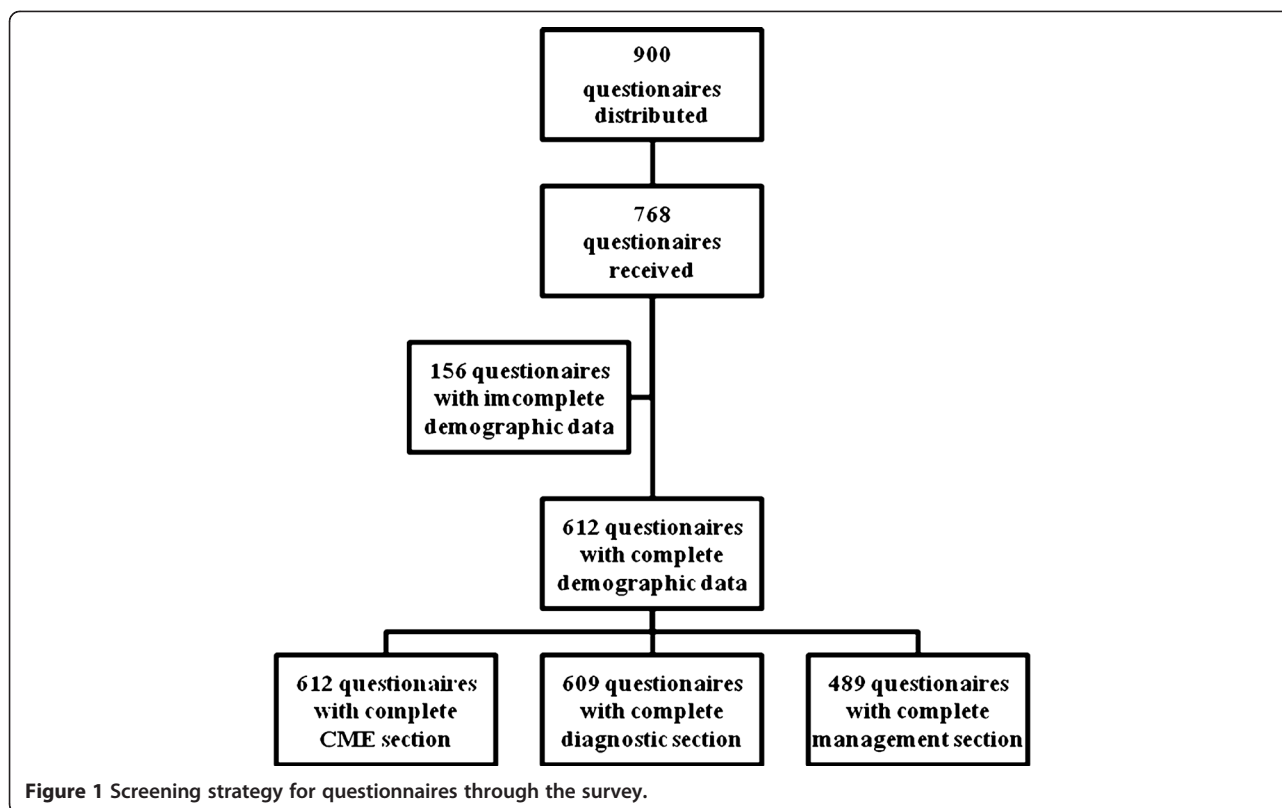 900
questionaires
distributed
768
questionaires
received
156 questionaires
with imcomplete
demographic data
612 questionaires
with complete
demographic data
612 questionaires
with complete
CME section
609 questionaires
with complete
diagnostic section
489 questionaires
with complete
management section
Figure 1 Screening strategy for questionnaires through the survey.